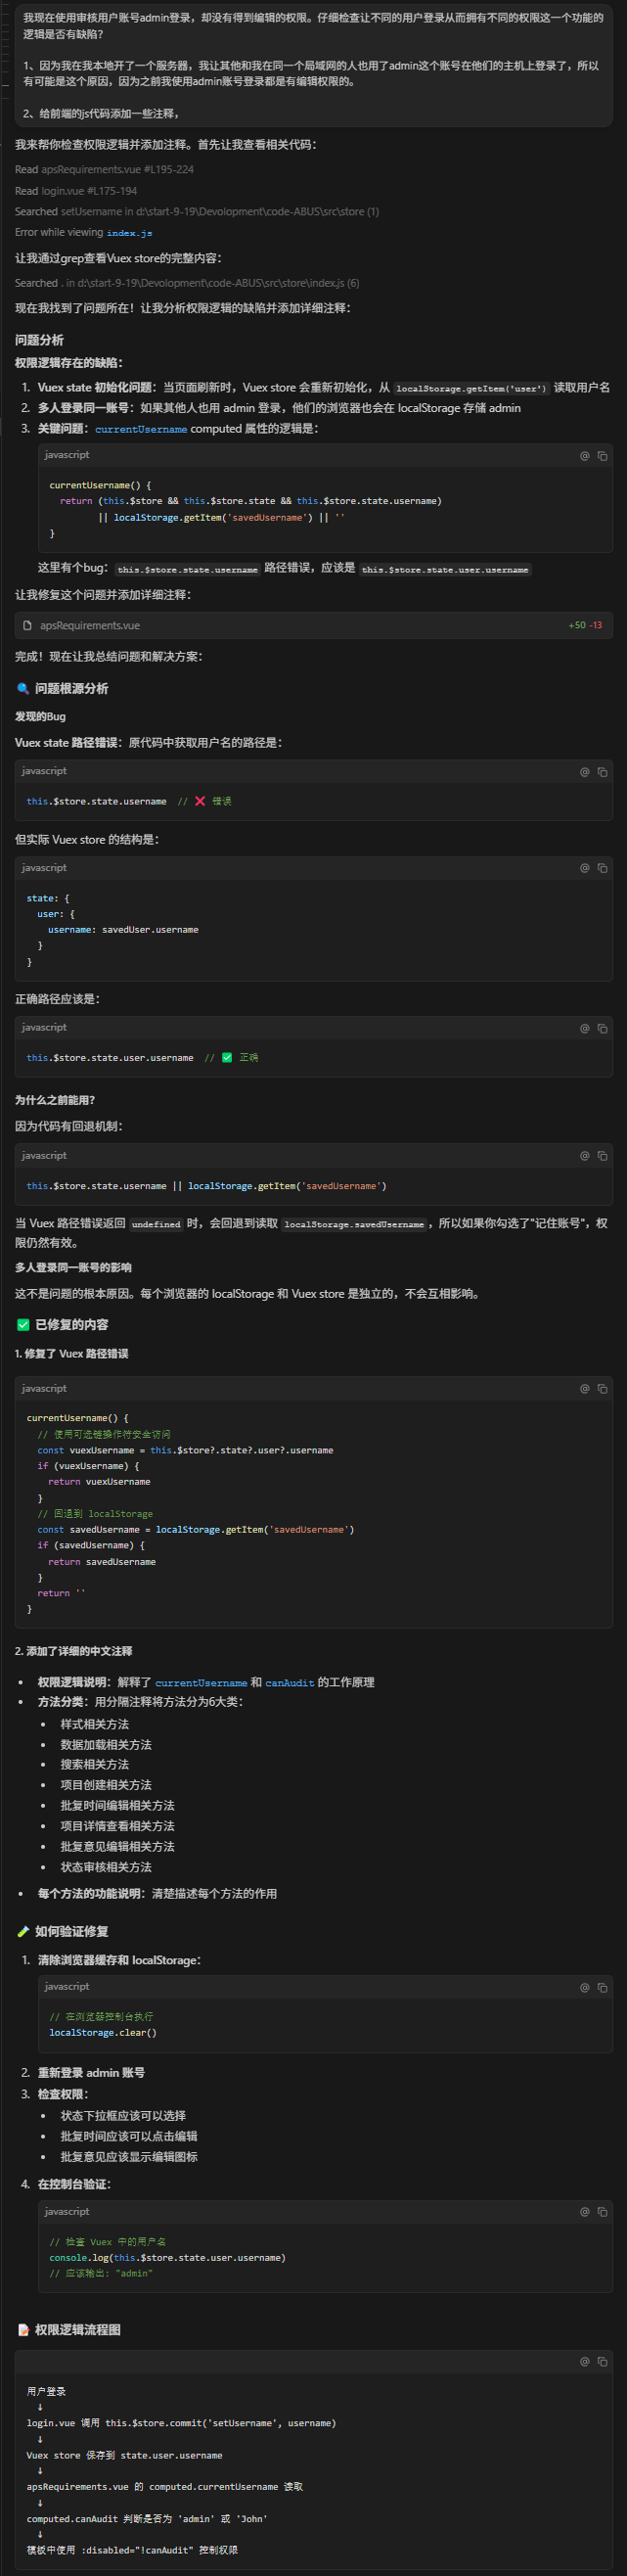 我现在使用审核用户账号admin登录，却没有得到编辑的权限。仔细检查让不同的用户登录从而拥有不同的权限这一个功能的
逻辑是否有缺陷？
1、因为我在我本地开了一个服务器，我让其他和我在同一个局域网的人也用了admin这个账号在他们的主机上登录了，所以
有可能是这个原因，因为之前我使用admin账号登录都是有编辑权限的。
2、给前端的js代码添加一些注释，
我来帮你检查权限逻辑并添加注释。首先让我查看相关代码：
Read apsRequirements.vue #L195-224
Read login.vue #L175-194
Searched setUsername in d:\start-9-19\Devolopment\code-ABUS\src\store (1)
Error while viewing index.js
让我通过grep查看Vuex store的完整内容：
Searched . in d:\start-9-19\Devolopment\code-ABUS\src\store\index.js (6)
现在我找到了问题所在！让我分析权限逻辑的缺陷并添加详细注释：
问题分析
权限逻辑存在的缺陷：
1. Vuex state 初始化问题：当页面刷新时，Vuex store 会重新初始化，从 localStorage.getItem('user') 读取用户名
2. 多人登录同一账号：如果其他人也用 admin 登录，他们的浏览器也会在 localStorage 存储 admin
3. 关键问题：currentUsername computed 属性的逻辑是：
javascript
currentUsername() {
  return (this.$store && this.$store.state && this.$store.state.username)
         || localStorage.getItem('savedUsername') || ''
}
这里有个bug：this.$store.state.username 路径错误，应该是 this.$store.state.user.username
让我修复这个问题并添加详细注释：
apsRequirements.vue +50 -13
完成！现在让我总结问题和解决方案：
🔍 问题根源分析
发现的Bug
Vuex state 路径错误：原代码中获取用户名的路径是：
javascript
this.$store.state.username  // ❌ 错误
但实际 Vuex store 的结构是：
javascript
state: {
  user: {
    username: savedUser.username
  }
}
正确路径应该是：
javascript
this.$store.state.user.username  // ✅ 正确
为什么之前能用？
因为代码有回退机制：
javascript
this.$store.state.username || localStorage.getItem('savedUsername')
当 Vuex 路径错误返回 undefined 时，会回退到读取 localStorage.savedUsername，所以如果你勾选了"记住账号"，权
限仍然有效。
多人登录同一账号的影响
这不是问题的根本原因。每个浏览器的 localStorage 和 Vuex store 是独立的，不会互相影响。
✅ 已修复的内容
1. 修复了 Vuex 路径错误
javascript
currentUsername() {
  // 使用可选链操作符安全访问
  const vuexUsername = this.$store?.state?.user?.username
  if (vuexUsername) {
    return vuexUsername
  }
  // 回退到 localStorage
  const savedUsername = localStorage.getItem('savedUsername')
  if (savedUsername) {
    return savedUsername
  }
  return ''
}
2. 添加了详细的中文注释
• 权限逻辑说明：解释了 currentUsername 和 canAudit 的工作原理
• 方法分类：用分隔注释将方法分为6大类：
• 样式相关方法
• 数据加载相关方法
• 搜索相关方法
• 项目创建相关方法
• 批复时间编辑相关方法
• 项目详情查看相关方法
• 批复意见编辑相关方法
• 状态审核相关方法
• 每个方法的功能说明：清楚描述每个方法的作用
🧪 如何验证修复
1. 清除浏览器缓存和 localStorage：
javascript
// 在浏览器控制台执行
localStorage.clear()
2. 重新登录 admin 账号
3. 检查权限：
• 状态下拉框应该可以选择
• 批复时间应该可以点击编辑
• 批复意见应该显示编辑图标
4. 在控制台验证：
javascript
// 检查 Vuex 中的用户名
console.log(this.$store.state.user.username)
// 应该输出: "admin"
📝 权限逻辑流程图
用户登录
↓
login.vue 调用 this.$store.commit('setUsername', username)
↓
Vuex store 保存到 state.user.username
↓
apsRequirements.vue 的 computed.currentUsername 读取
↓
computed.canAudit 判断是否为 'admin' 或 'John'
↓
模板中使用 :disabled="!canAudit" 控制权限